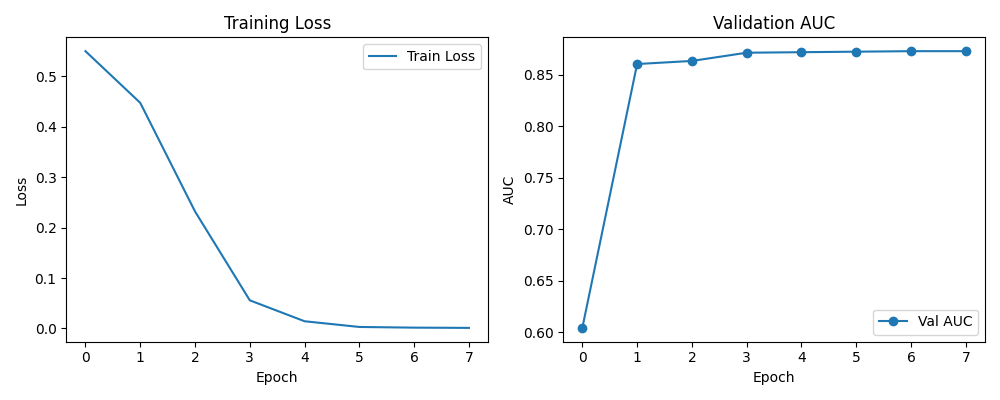 Training Loss
Train Loss
0.5
0.4
0.3
0.2
0.1
0.0
Loss
0 1 2 3 4 5 6 7
Epoch
Validation AUC
0.85
0.80
0.75
0.70
0.65
0.60
AUC
Val AUC
0 1 2 3 4 5 6 7
Epoch